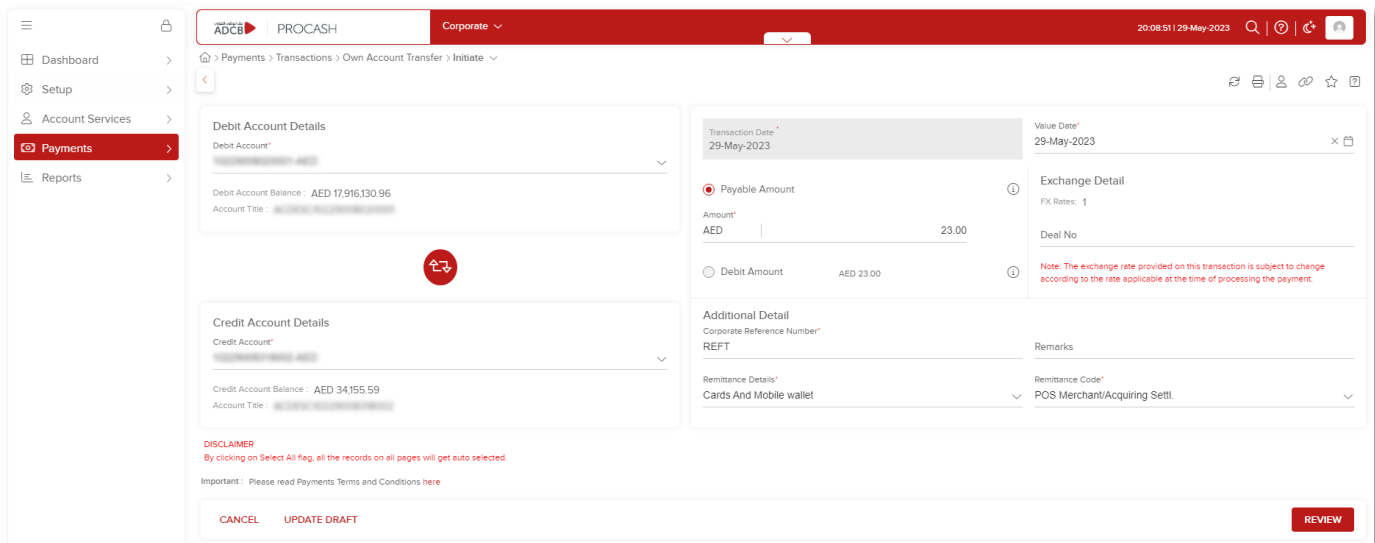 بنك أبوظبي التجاري
ADCB
PROCASH
Corporate
20:08:51 | 29-May-2023
Dashboard
Setup
Account Services
Payments
Reports
> Payments > Transactions > Own Account Transfer > Initiate
Debit Account Details
Debit Account*
Debit Account Balance : AED 17,916,130.96
Account Title :
Credit Account Details
Credit Account*
Credit Account Balance : AED 34,155.59
Account Title :
Transaction Date *
29-May-2023
Value Date*
29-May-2023
Payable Amount
Amount*
AED 23.00
Debit Amount AED 23.00
Exchange Detail
FX Rates: 1
Deal No
Note: The exchange rate provided on this transaction is subject to change
according to the rate applicable at the time of processing the payment.
Additional Detail
Corporate Reference Number*
REFT
Remarks
Remittance Details*
Cards And Mobile wallet
Remittance Code*
POS Merchant/Acquiring Settl.
DISCLAIMER
By clicking on Select All flag, all the records on all pages will get auto selected.
Important : Please read Payments Terms and Conditions here
CANCEL UPDATE DRAFT REVIEW